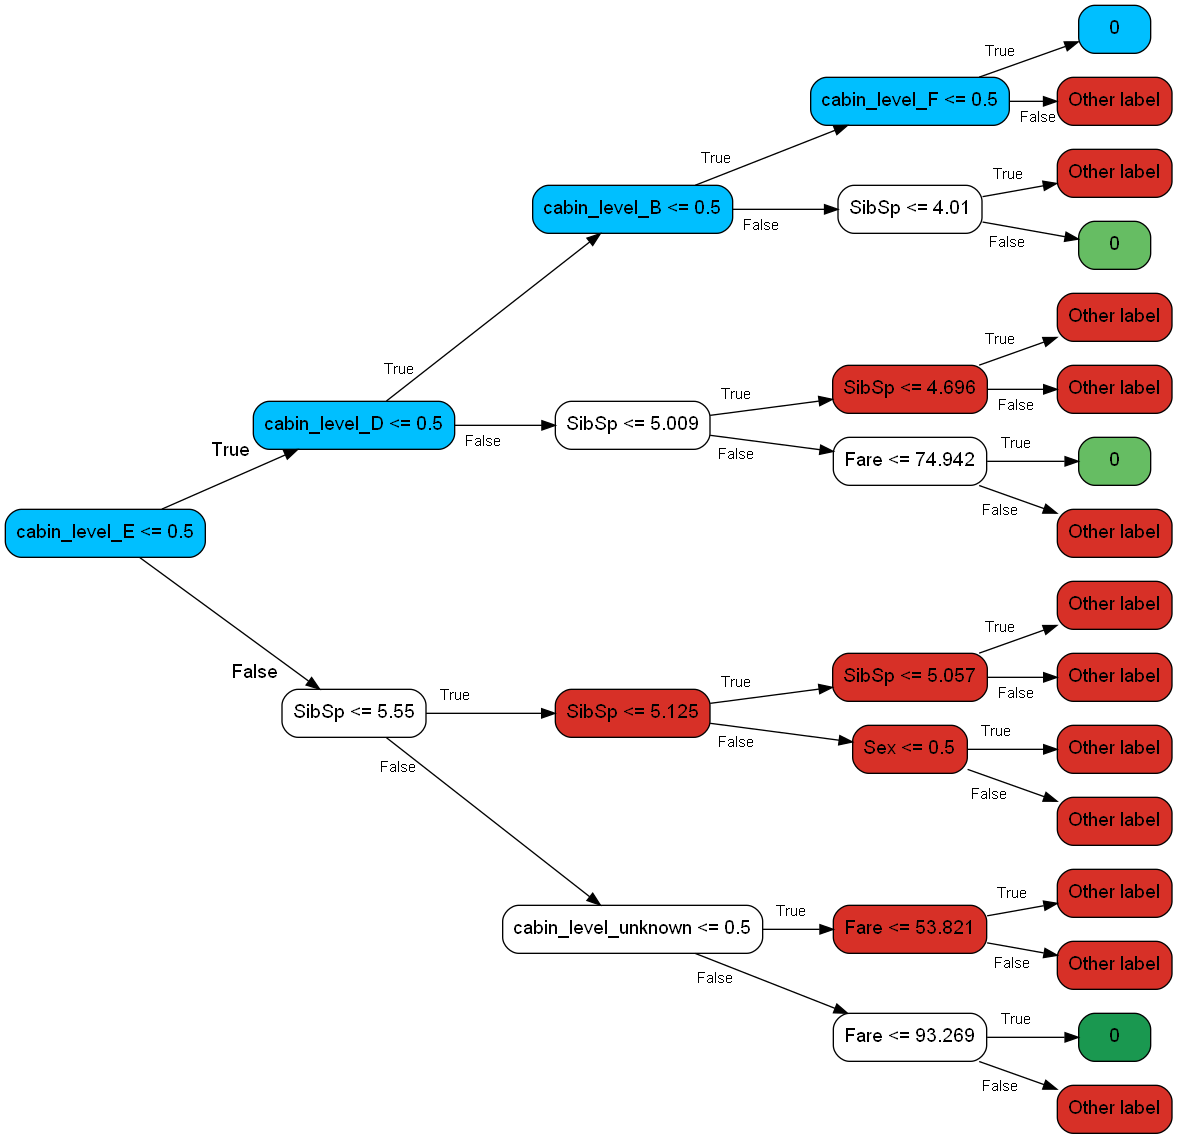 0
True
cabin_level_F <= 0.5
Other label
False
True
Other label
True
cabin_level_B <= 0.5
SibSp <= 4.01
False
False
0
Other label
True
True
SibSp <= 4.696
Other label
True
False
cabin_level_D <= 0.5
SibSp <= 5.009
False
True
False
Fare <= 74.942
True
0
False
Other label
cabin_level_E <= 0.5
Other label
True
True
SibSp <= 5.057
Other label
False
False
True
SibSp <= 5.55
SibSp <= 5.125
False
Sex <= 0.5
True
Other label
False
False
Other label
True
Other label
True
cabin_level_unknown <= 0.5
Fare <= 53.821
False
Other label
False
True
Fare <= 93.269
0
False
Other label